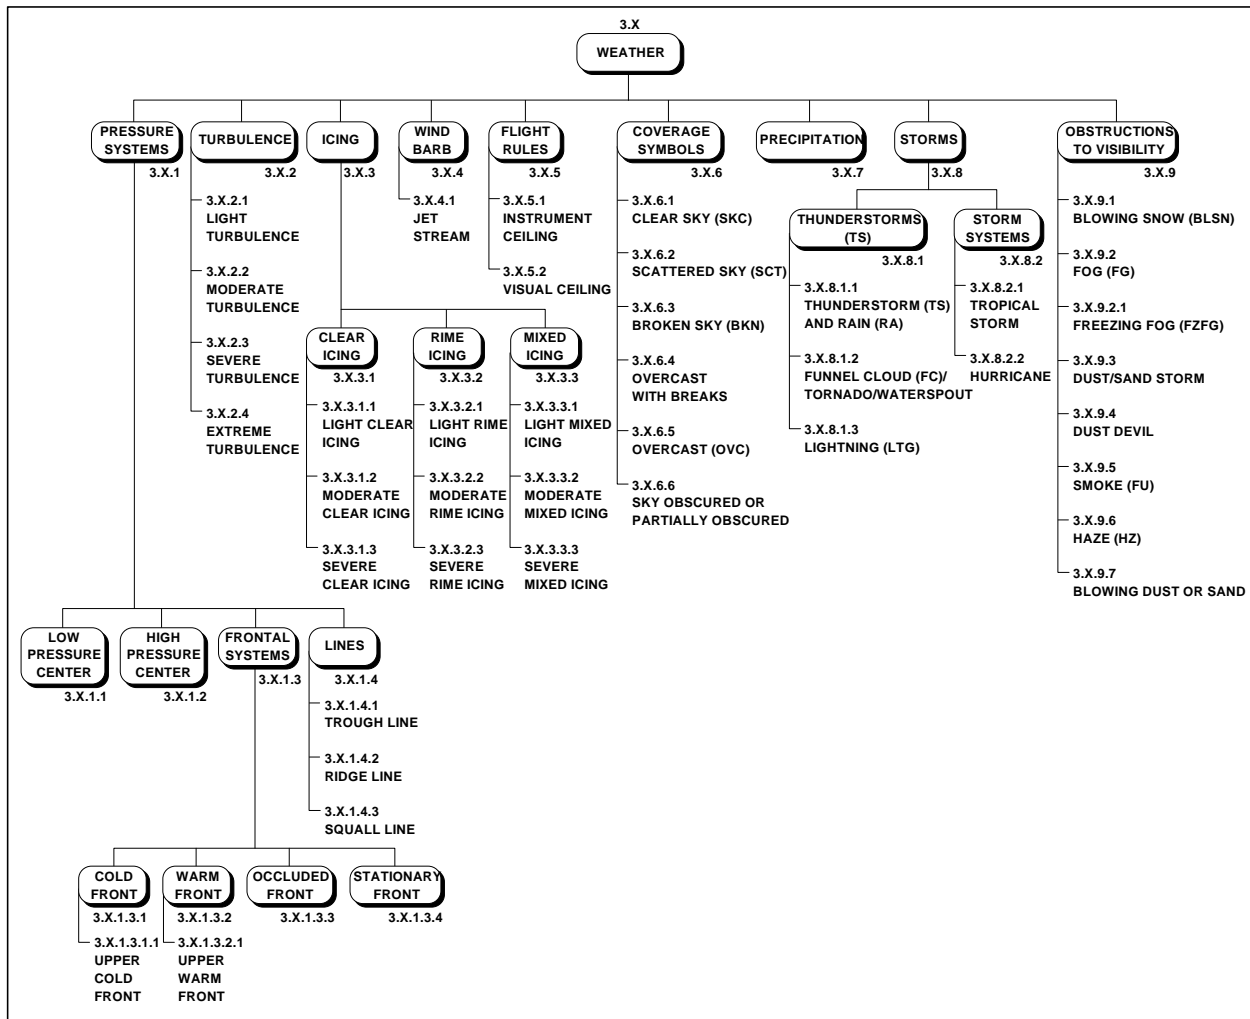 3.X
WEATHER
PRESSURE
SYSTEMS
3.X.1
TURBULENCE
3.X.2
ICING
3.X.3
WIND
BARB
3.X.4
FLIGHT
RULES
3.X.5
COVERAGE
SYMBOLS
3.X.6
PRECIPITATION
3.X.7
STORMS
3.X.8
OBSTRUCTIONS
TO VISIBILITY
3.X.9
3.X.2.1
LIGHT
TURBULENCE
3.X.2.2
MODERATE
TURBULENCE
3.X.2.3
SEVERE
TURBULENCE
3.X.2.4
EXTREME
TURBULENCE
3.X.4.1
JET
STREAM
3.X.5.1
INSTRUMENT
CEILING
3.X.5.2
VISUAL CEILING
3.X.6.1
CLEAR SKY (SKC)
3.X.6.2
SCATTERED SKY (SCT)
3.X.6.3
BROKEN SKY (BKN)
3.X.6.4
OVERCAST
WITH BREAKS
3.X.6.5
OVERCAST (OVC)
3.X.6.6
SKY OBSCURED OR
PARTIALLY OBSCURED
THUNDERSTORMS
(TS)
3.X.8.1
3.X.8.1.1
THUNDERSTORM (TS)
AND RAIN (RA)
3.X.8.1.2
FUNNEL CLOUD (FC)/
TORNADO/WATERSPOUT
3.X.8.1.3
LIGHTNING (LTG)
STORM
SYSTEMS
3.X.8.2
3.X.8.2.1
TROPICAL
STORM
3.X.8.2.2
HURRICANE
3.X.9.1
BLOWING SNOW (BLSN)
3.X.9.2
FOG (FG)
3.X.9.2.1
FREEZING FOG (FZFG)
3.X.9.3
DUST/SAND STORM
3.X.9.4
DUST DEVIL
3.X.9.5
SMOKE (FU)
3.X.9.6
HAZE (HZ)
3.X.9.7
BLOWING DUST OR SAND
CLEAR
ICING
3.X.3.1
3.X.3.1.1
LIGHT CLEAR
ICING
3.X.3.1.2
MODERATE
CLEAR ICING
3.X.3.1.3
SEVERE
CLEAR ICING
RIME
ICING
3.X.3.2
3.X.3.2.1
LIGHT RIME
ICING
3.X.3.2.2
MODERATE
RIME ICING
3.X.3.2.3
SEVERE
RIME ICING
MIXED
ICING
3.X.3.3
3.X.3.3.1
LIGHT MIXED
ICING
3.X.3.3.2
MODERATE
MIXED ICING
3.X.3.3.3
SEVERE
MIXED ICING
LOW
PRESSURE
CENTER
3.X.1.1
HIGH
PRESSURE
CENTER
3.X.1.2
FRONTAL
SYSTEMS
3.X.1.3
LINES
3.X.1.4
3.X.1.4.1
TROUGH LINE
3.X.1.4.2
RIDGE LINE
3.X.1.4.3
SQUALL LINE
COLD
FRONT
3.X.1.3.1
3.X.1.3.1.1
UPPER
COLD
FRONT
WARM
FRONT
3.X.1.3.2
3.X.1.3.2.1
UPPER
WARM
FRONT
OCCLUDED
FRONT
3.X.1.3.3
STATIONARY
FRONT
3.X.1.3.4